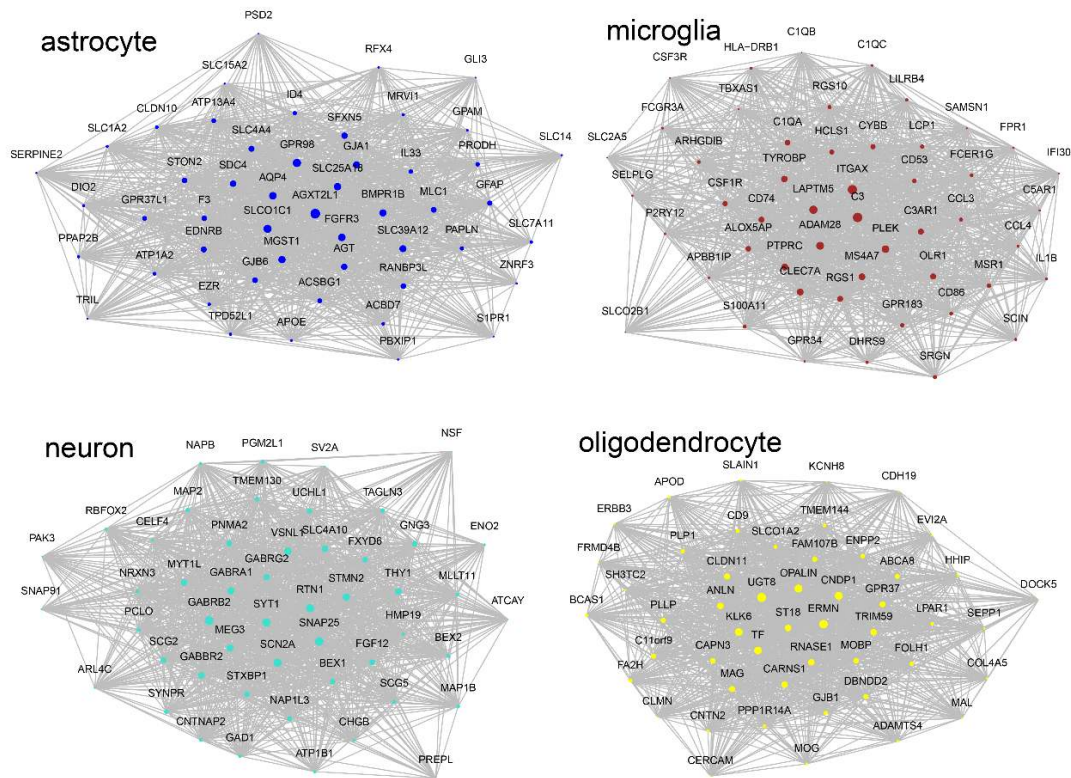 astrocyte
PSD2
RFX4
GLI3
SLC15A2
ID4
MRVI1
CLDN10
ATP13A4
SFXN5
GPAM
SLC1A2
SLC4A4
GJA1
SLC14
GPR98
IL33
PRODH
SERPINE2
STON2
SDC4
SLC25A18
AQP4
AGXT2L1
BMPR1B
MLC1
GFAP
DIO2
GPR37L1
F3
SLCO1C1
FGFR3
SLC7A11
PPAP2B
EDNRB
MGST1
SLC39A12
PAPLN
ATP1A2
GJB6
AGT
RANBP3L
ZNRF3
EZR
ACSBG1
TRIL
TPD52L1
APOE
ACBD7
S1PR1
PBXIP1
microglia
C1QB
HLA-DRB1
C1QC
CSF3R
TBXAS1
RGS10
LILRB4
FCGR3A
C1QA
HCLS1
CYBB
LCP1
SAMSN1
FPR1
SLC2A5
ARHGDIB
TYROBP
ITGAX
CD53
FCER1G
IFI30
SELPLG
CSF1R
CD74
LAPTM5
C3
C3AR1
CCL3
C5AR1
P2RY12
ALOX5AP
ADAM28
PLEK
CCL4
APBB1IP
PTPRC
MS4A7
OLR1
MSR1
IL1B
CLEC7A
RGS1
CD86
SLCO2B1
S100A11
GPR183
SCIN
GPR34
DHRS9
SRGN
neuron
NAPB
PGM2L1
SV2A
NSF
MAP2
TMEM130
UCHL1
TAGLN3
RBFOX2
CELF4
PNMA2
VSNL1
SLC4A10
GNG3
ENO2
PAK3
MYT1L
GABRG2
FXYD6
NRXN3
GABRA1
RTN1
STMN2
THY1
MLLT11
SNAP91
PCLO
GABRB2
SYT1
SNAP25
HMP19
ATCAY
SCG2
MEG3
SCN2A
FGF12
BEX2
ARL4C
GABBR2
STXBP1
BEX1
SYNPR
NAP1L3
SCG5
MAP1B
CNTNAP2
CHGB
GAD1
ATP1B1
PREPL
oligodendrocyte
SLAIN1
KCNH8
CDH19
APOD
TMEM144
ERBB3
CD9
SLCO1A2
EVI2A
PLP1
FAM107B
ENPP2
FRMD4B
CLDN11
OPALIN
ABCA8
HHIP
SH3TC2
UGT8
CNDP1
GPR37
DOCK5
BCAS1
PLLP
ANLN
KLK6
ST18
ERMN
TRIM59
LPAR1
SEPP1
C11orf9
TF
RNASE1
MOBP
FOLH1
FA2H
CAPN3
CARNS1
COL4A5
MAG
DBNDD2
CLMN
PPP1R14A
GJB1
MAL
CNTN2
ADAMTS4
CERCAM
MOG